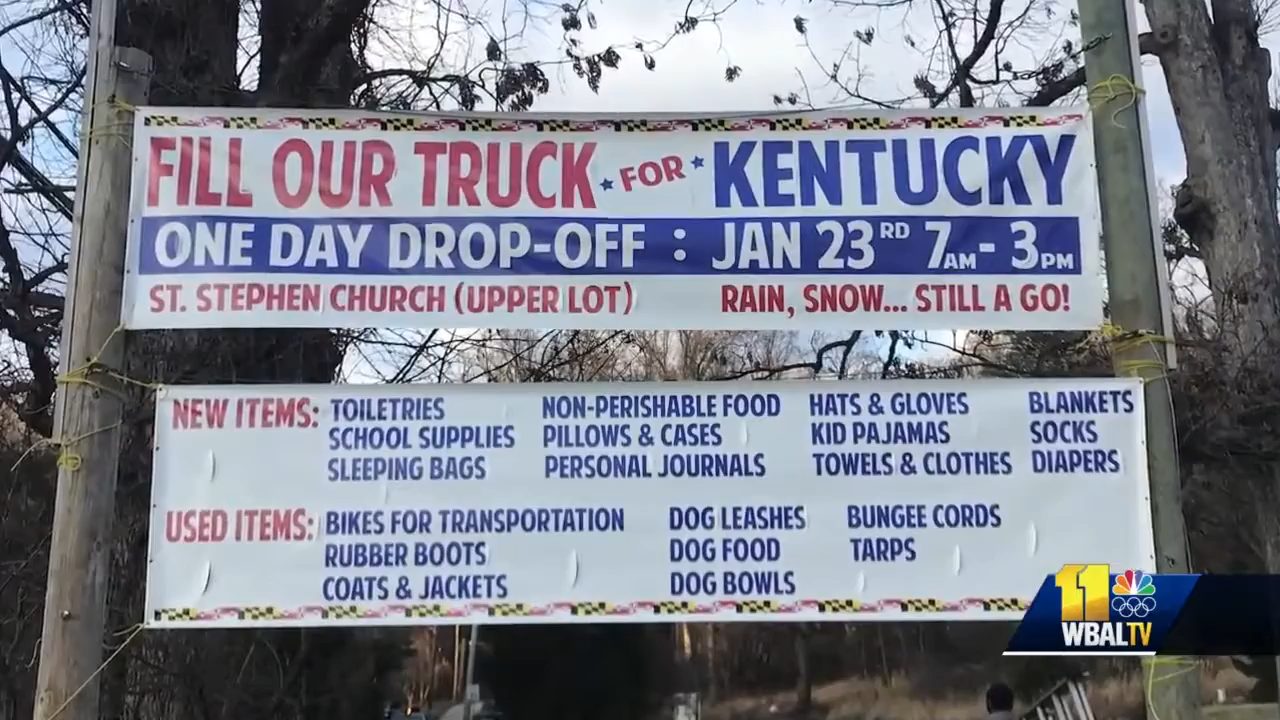 FILL OUR TRUCK FOR KENTUCKY
ONE DAY DROP-OFF : JAN 23RD 7AM - 3PM
ST. STEPHEN CHURCH (UPPER LOT) RAIN, SNOW... STILL A GO!
NEW ITEMS: TOILETRIES NON-PERISHABLE FOOD HATS & GLOVES BLANKETS
SCHOOL SUPPLIES PILLOWS & CASES KID PAJAMAS SOCKS
SLEEPING BAGS PERSONAL JOURNALS TOWELS & CLOTHES DIAPERS
USED ITEMS: BIKES FOR TRANSPORTATION DOG LEASHES BUNGEE CORDS
RUBBER BOOTS DOG FOOD TARPS
COATS & JACKETS DOG BOWLS
11
WBALTV